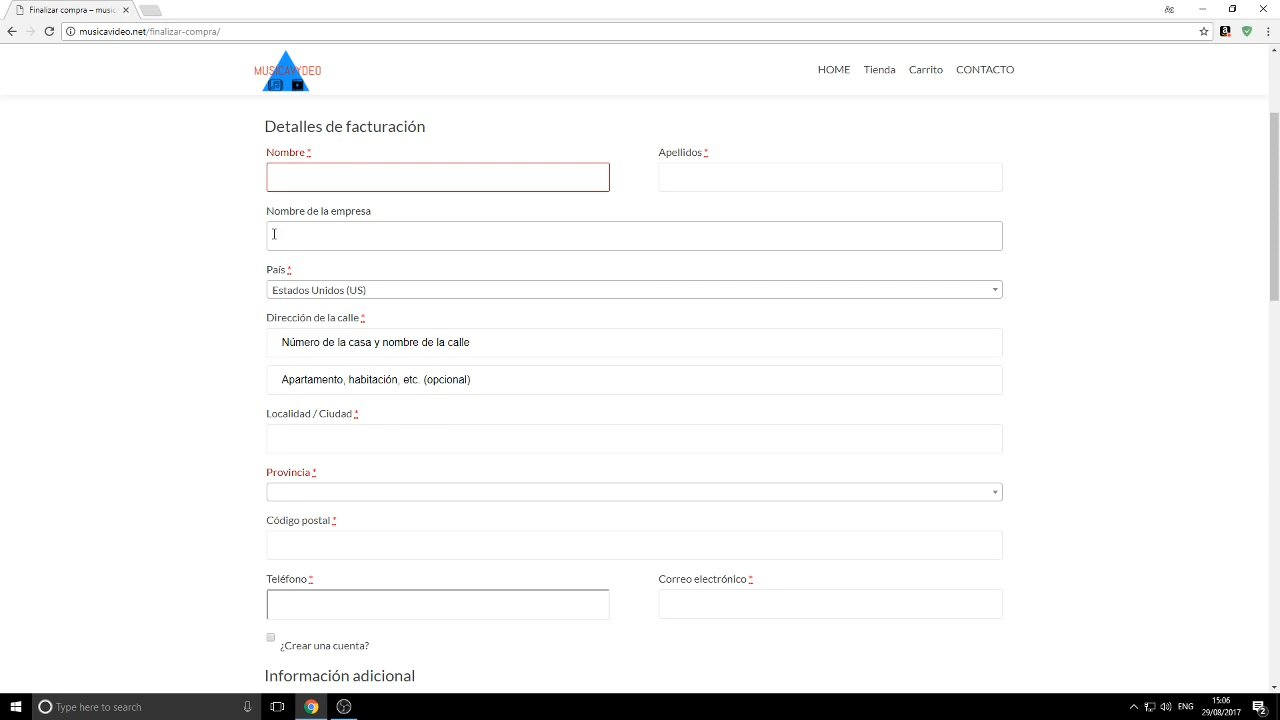 Finalizar compra – music
musicavideo.net/finalizar-compra/
MUSICAVYDEO
HOME Tienda Carrito CONTACTO
Detalles de facturación
Nombre * Apellidos *
Nombre de la empresa
País *
Estados Unidos (US)
Dirección de la calle *
Número de la casa y nombre de la calle
Apartamento, habitación, etc. (opcional)
Localidad / Ciudad *
Provincia *
Código postal *
Teléfono * Correo electrónico *
¿Crear una cuenta?
Información adicional
Type here to search
ENG
15:06
29/08/2017
2